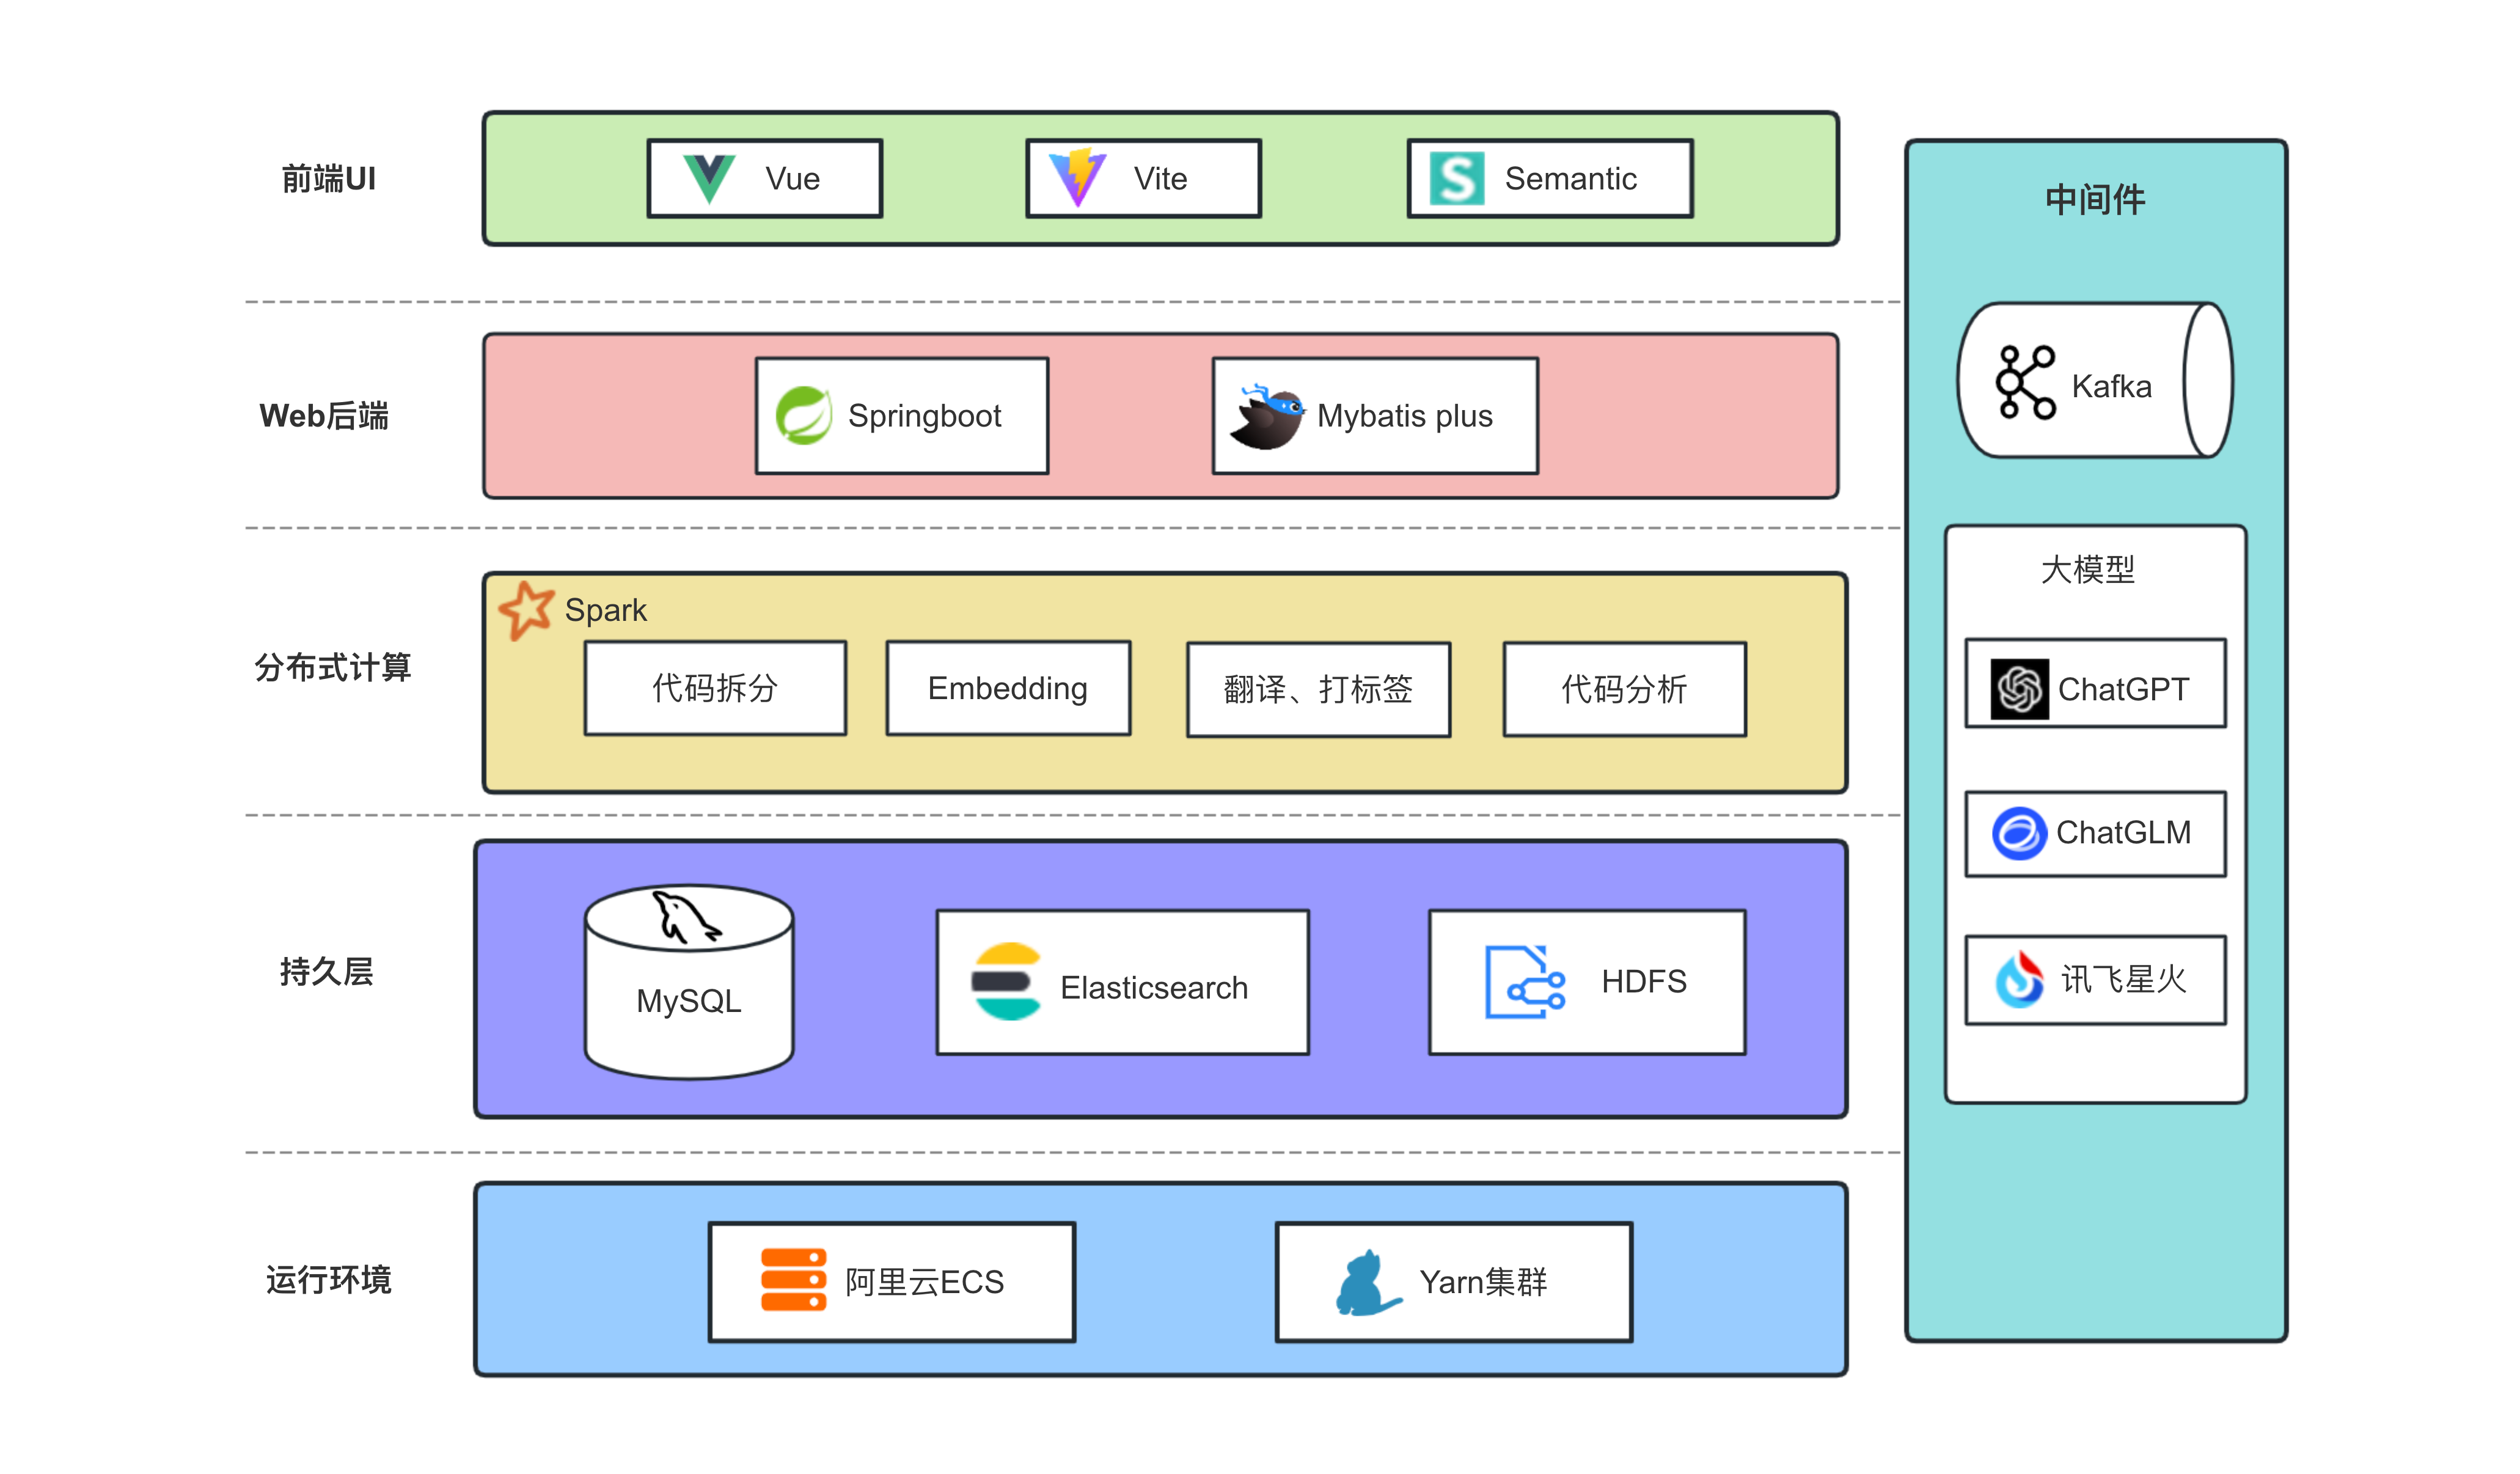 前端UI
Vue
Vite
Semantic
Web后端
Springboot
Mybatis plus
分布式计算
Spark
代码拆分
Embedding
翻译、打标签
代码分析
持久层
MySQL
Elasticsearch
HDFS
运行环境
阿里云ECS
Yarn集群
中间件
Kafka
大模型
ChatGPT
ChatGLM
讯飞星火